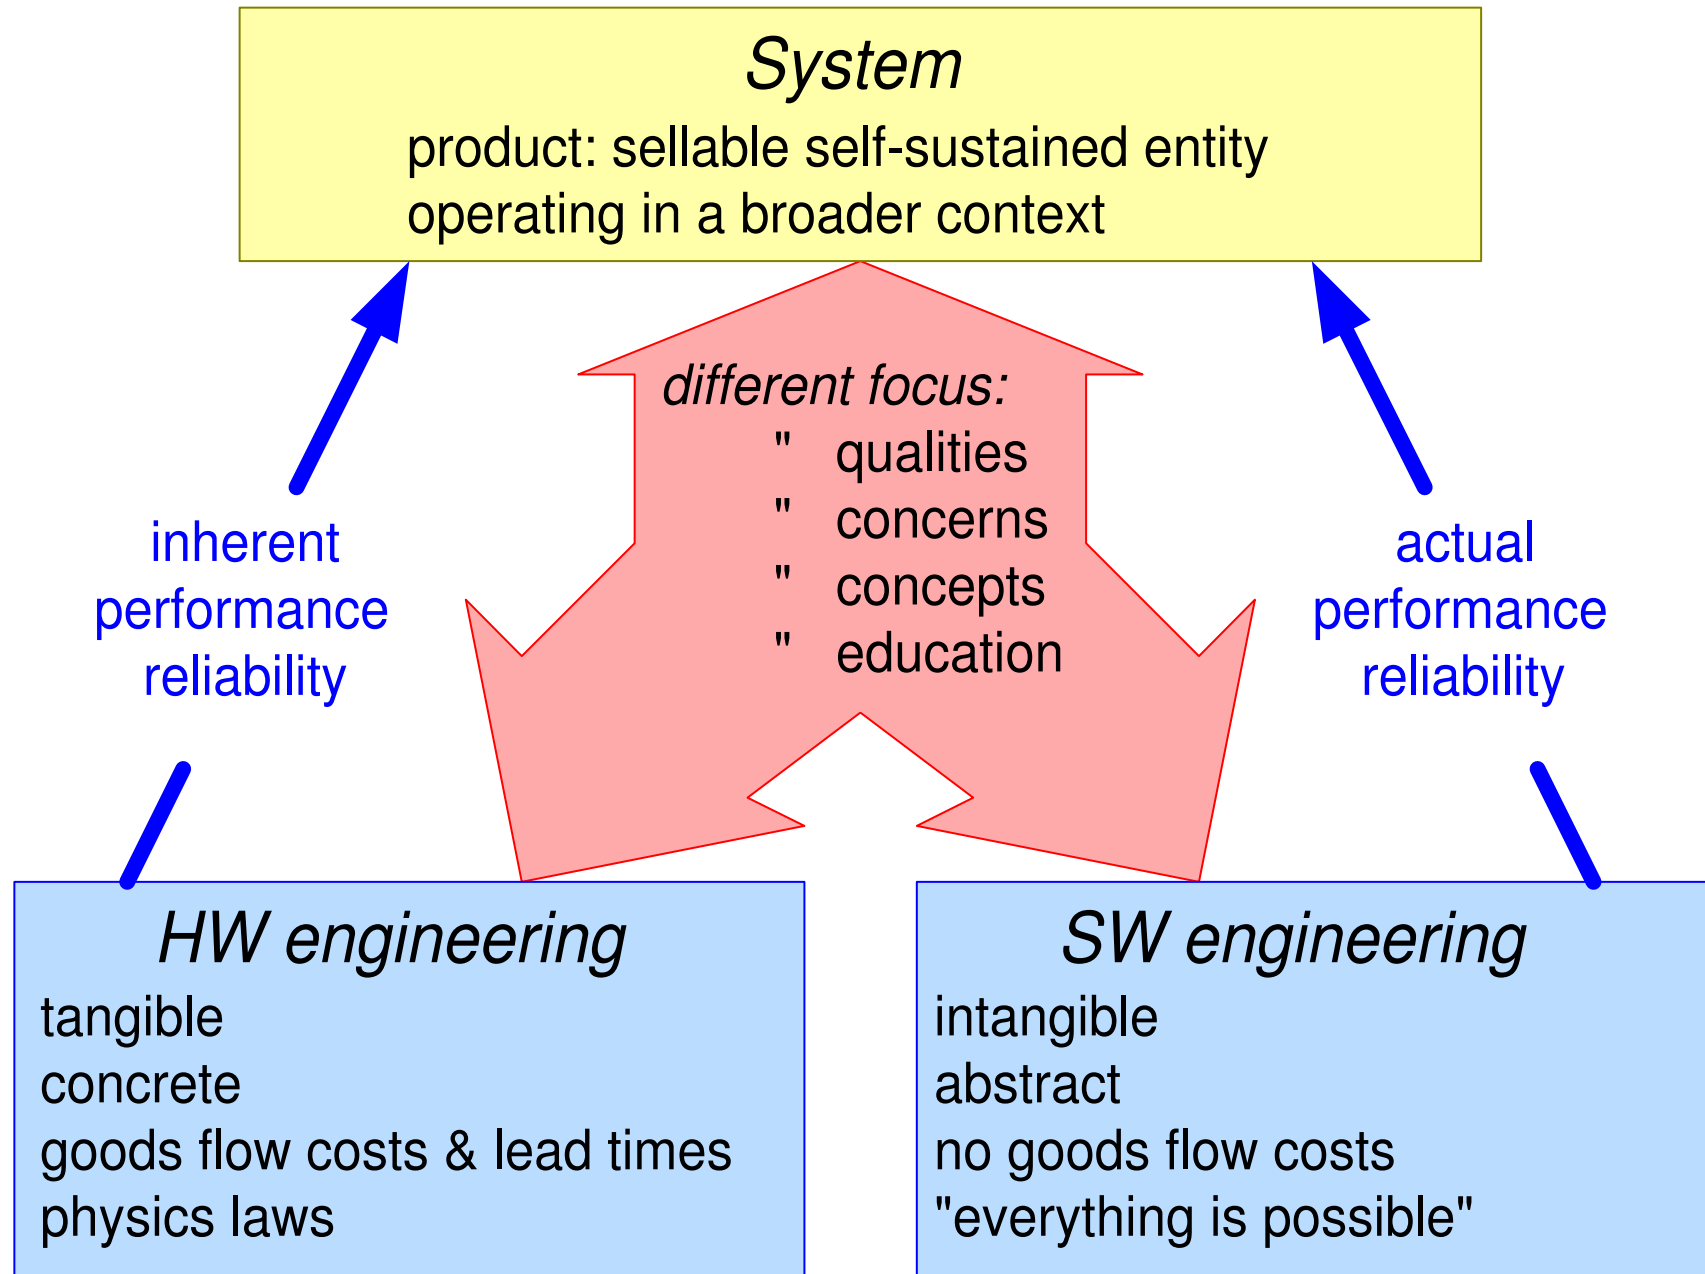 System
product: sellable self-sustained entity
operating in a broader context
different focus:
" qualities
" concerns
" concepts
" education
inherent
performance
reliability
actual
performance
reliability
HW engineering
tangible
concrete
goods flow costs & lead times
physics laws
SW engineering
intangible
abstract
no goods flow costs
"everything is possible"